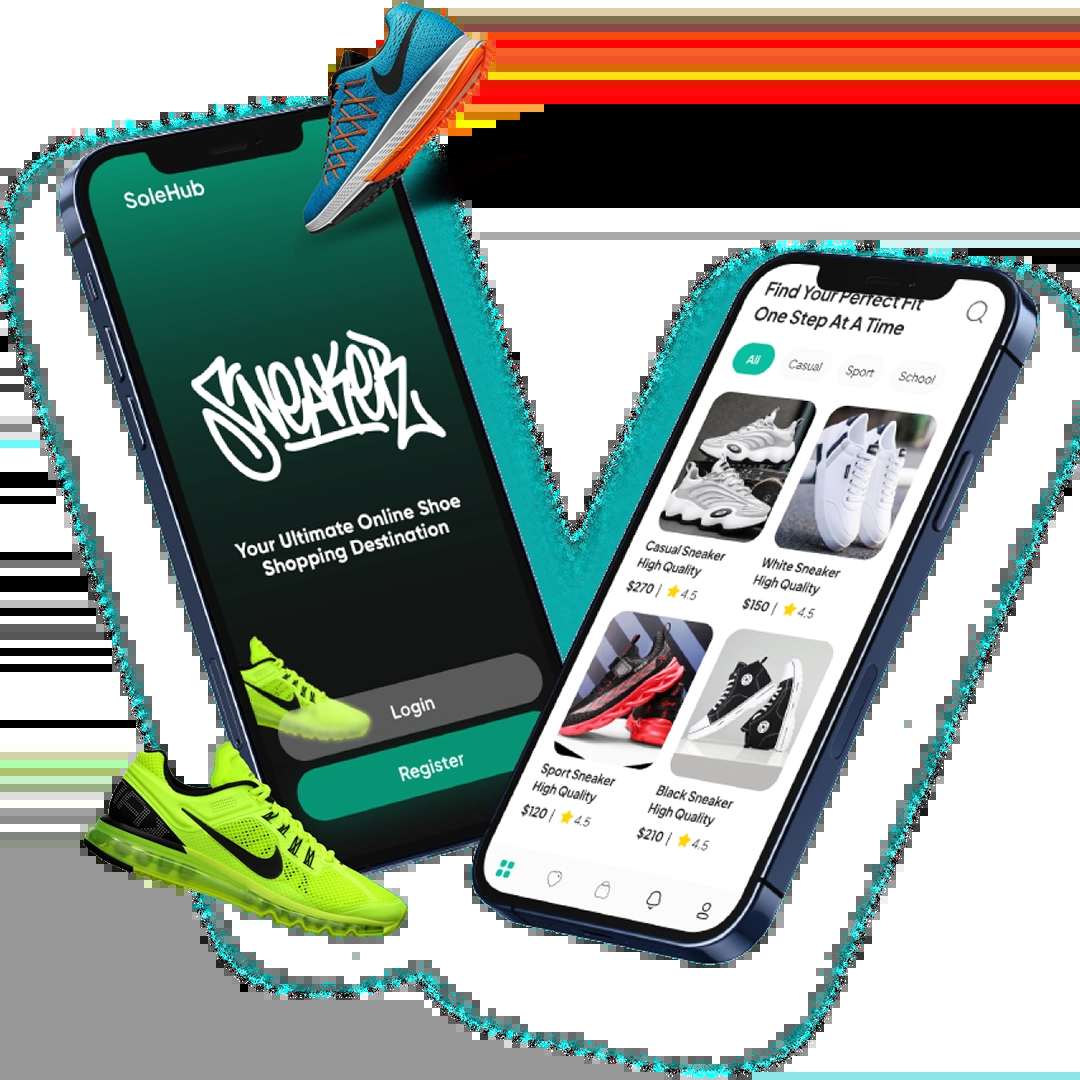 SoleHub
SNEAKER
Your Ultimate Online Shoe
Shopping Destination
Login
Register
Find Your Perfect Fit
One Step At A Time
All
Casual
Sport
School
Casual Sneaker
High Quality
$270 | ⭐ 4.5
White Sneaker
High Quality
$150 | ⭐ 4.5
Sport Sneaker
High Quality
$120 | ⭐ 4.5
Black Sneaker
High Quality
$210 | ⭐ 4.5